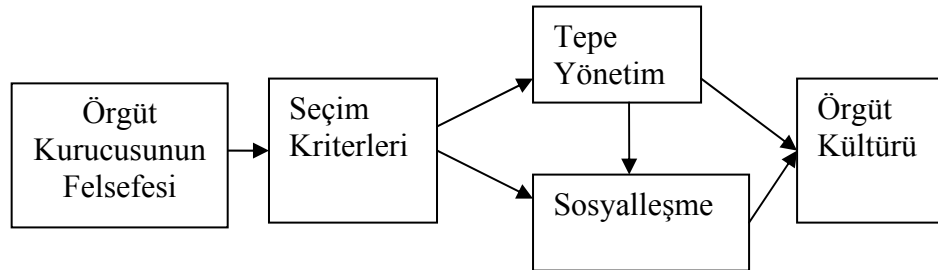 Örgüt
Kurucusunun
Felsefesi
Seçim
Kriterleri
Tepe
Yönetim
Sosyalleşme
Örgüt
Kültürü